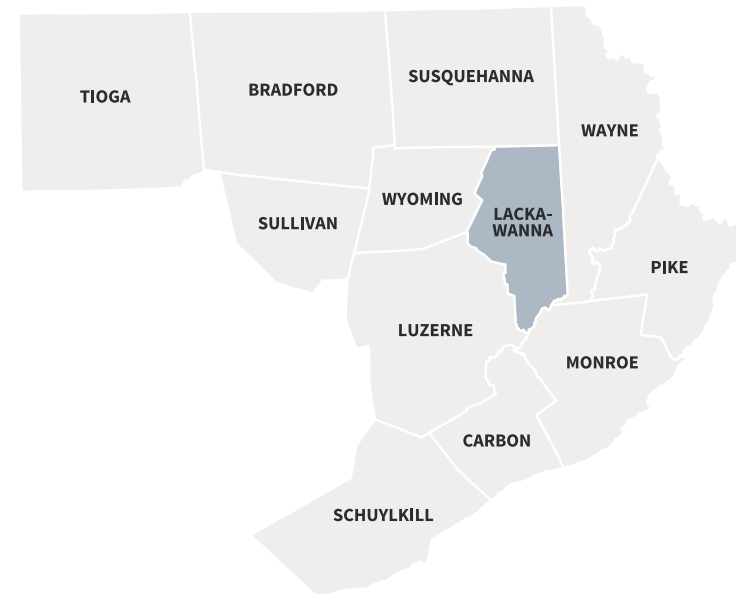 TIOGA
BRADFORD
SUSQUEHANNA
WAYNE
WYOMING
LACKA-
WANNA
SULLIVAN
PIKE
LUZERNE
MONROE
CARBON
SCHUYLKILL